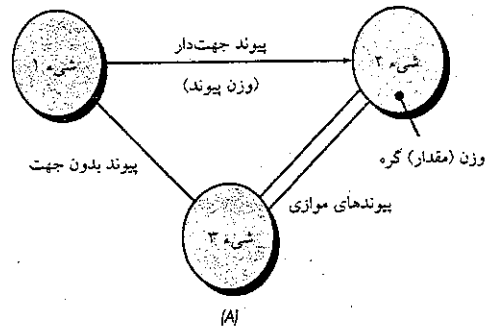 پیوند جهت‌دار
(وزن پیوند)
شیء ۱
شیء ۲
وزن (مقدار) گره
پیوند بدون جهت
پیوندهای موازی
شیء ۳
(A)